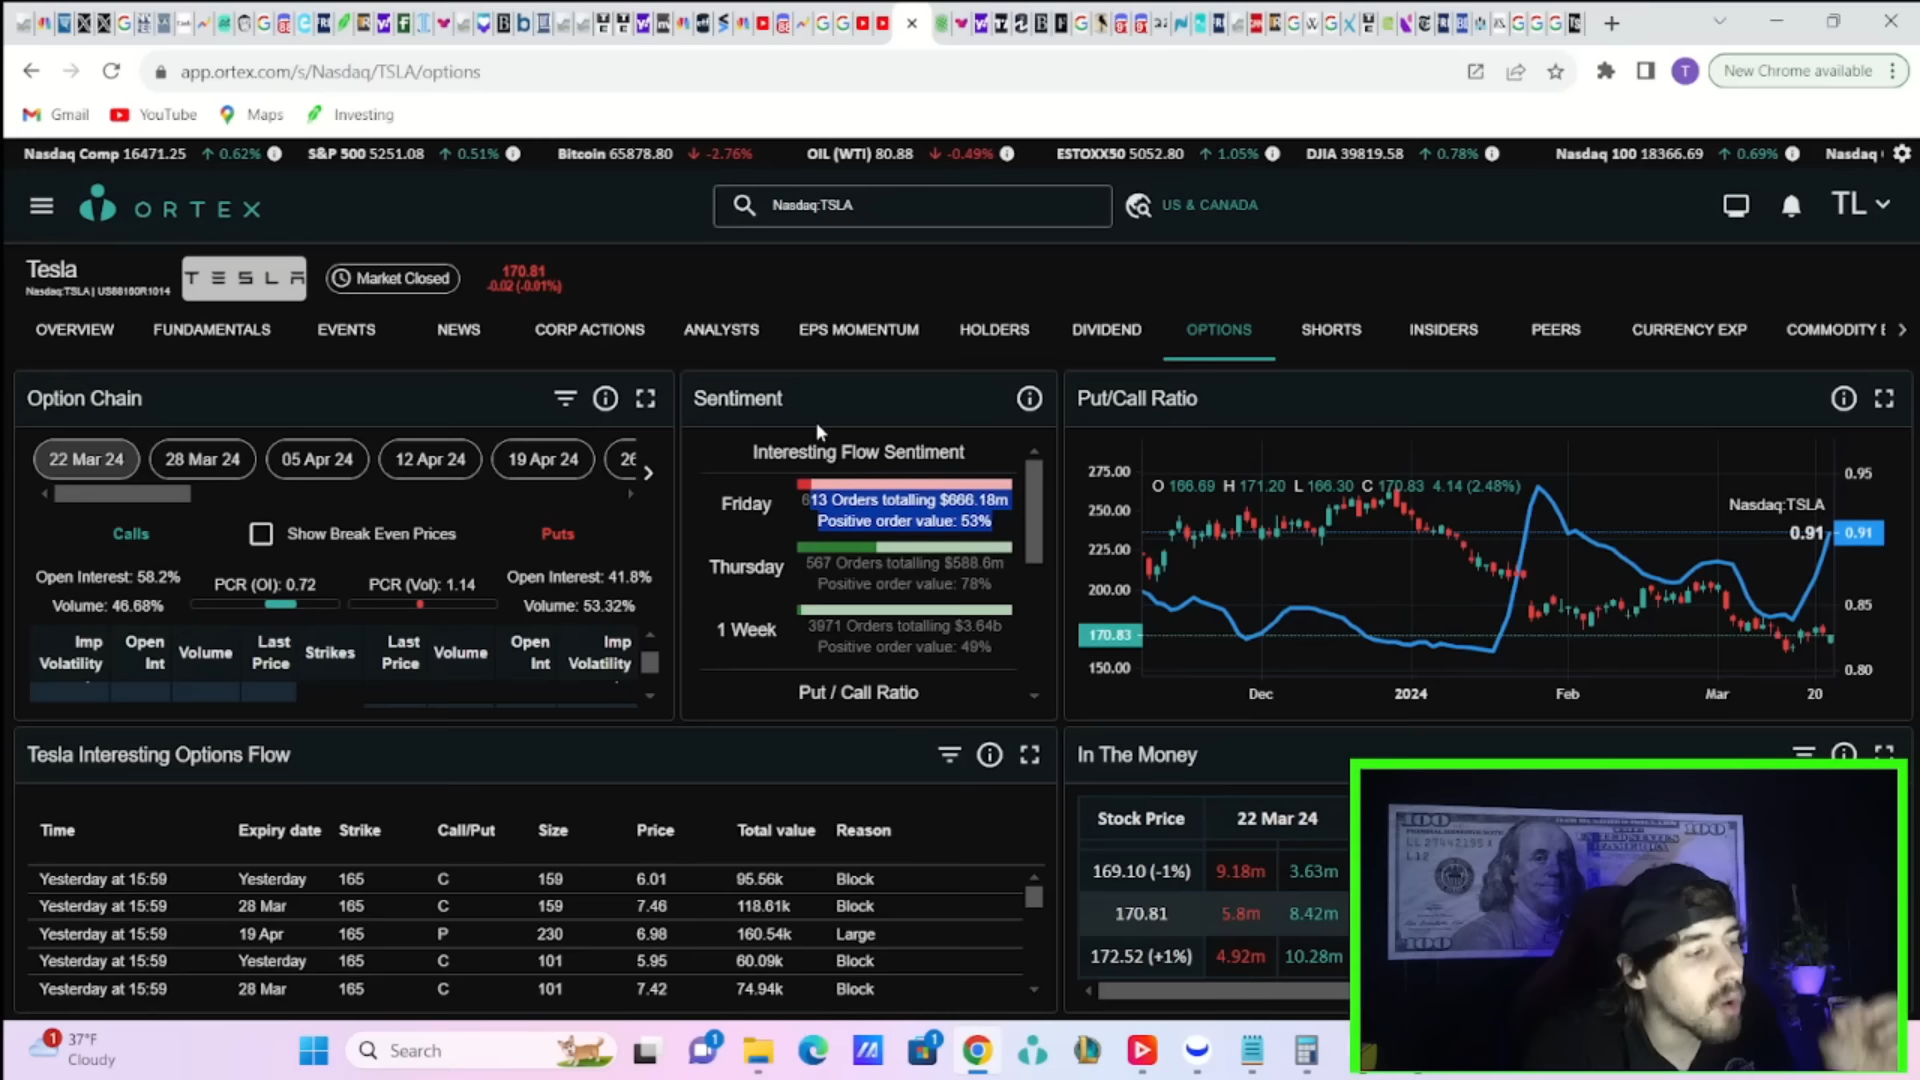 app.ortex.com/s/Nasdaq/TSLA/options
New Chrome available
Gmail YouTube Maps Investing
Nasdaq Comp 16471.25 ↑ 0.62% S&P 500 5251.08 ↑ 0.51% Bitcoin 65878.80 ↓ -2.76% OIL (WTI) 80.88 ↓ -0.49% ESTOXX50 5052.80 ↑ 1.05% DJIA 39819.58 ↑ 0.78% Nasdaq 100 18366.69 ↑ 0.69% Nasdaq
ORTEX
Nasdaq:TSLA
US & CANADA
TL
Tesla
Nasdaq:TSLA | US88160R1014
TESLA
Market Closed
170.81
-0.02 (-0.01%)
OVERVIEW FUNDAMENTALS EVENTS NEWS CORP ACTIONS ANALYSTS EPS MOMENTUM HOLDERS DIVIDEND OPTIONS SHORTS INSIDERS PEERS CURRENCY EXP COMMODITY E
Option Chain
22 Mar 24 28 Mar 24 05 Apr 24 12 Apr 24 19 Apr 24 26
Calls Show Break Even Prices Puts
Open Interest: 58.2% PCR (OI): 0.72 PCR (Vol): 1.14 Open Interest: 41.8%
Volume: 46.68% Volume: 53.32%
Imp Volatility Open Int Volume Last Price Strikes Last Price Volume Open Int Imp Volatility
Sentiment
Interesting Flow Sentiment
Friday 613 Orders totalling $666.18m
Positive order value: 53%
Thursday 567 Orders totalling $588.6m
Positive order value: 78%
1 Week 3971 Orders totalling $3.64b
Positive order value: 49%
Put / Call Ratio
Put/Call Ratio
O 166.69 H 171.20 L 166.30 C 170.83 4.14 (2.48%)
Nasdaq:TSLA
0.91 0.91
275.00
250.00
225.00
200.00
170.83
150.00
0.95
0.85
0.80
Dec 2024 Feb Mar 20
Tesla Interesting Options Flow
Time Expiry date Strike Call/Put Size Price Total value Reason
Yesterday at 15:59 Yesterday 165 C 159 6.01 95.56k Block
Yesterday at 15:59 28 Mar 165 C 159 7.46 118.61k Block
Yesterday at 15:59 19 Apr 165 P 230 6.98 160.54k Large
Yesterday at 15:59 Yesterday 165 C 101 5.95 60.09k Block
Yesterday at 15:59 28 Mar 165 C 101 7.42 74.94k Block
In The Money
Stock Price 22 Mar 24
169.10 (-1%) 9.18m 3.63m
170.81 5.8m 8.42m
172.52 (+1%) 4.92m 10.28m
100 100
100
37°F
Cloudy
Search